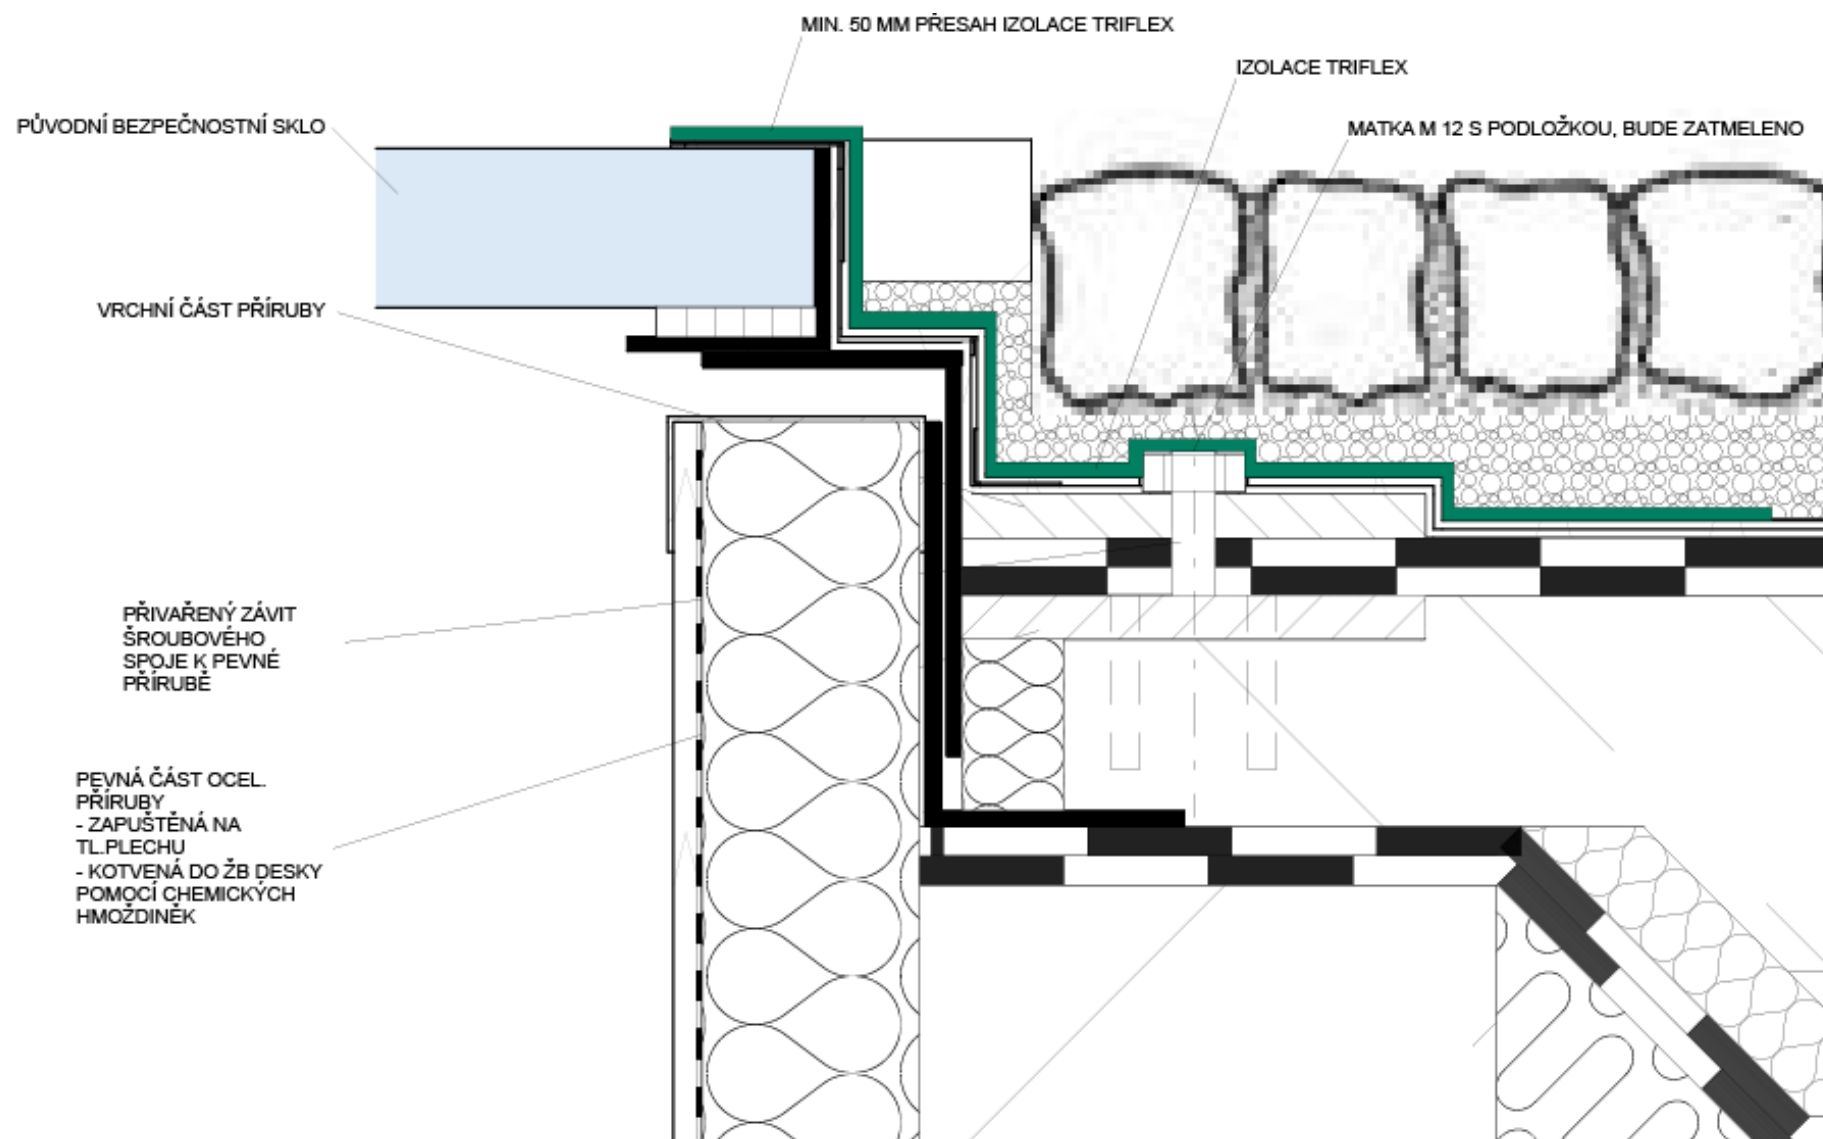 MIN. 50 MM PŘESAH IZOLACE TRIFLEX
IZOLACE TRIFLEX
PŮVODNÍ BEZPEČNOSTNÍ SKLO
MATKA M 12 S PODLOŽKOU, BUDE ZATMELENO
VRCHNÍ ČÁST PŘÍRUBY
PŘIVAŘENÝ ZÁVIT
ŠROUBOVÉHO
SPOJE K PEVNÉ
PŘÍRUBĚ
PEVNÁ ČÁST OCEL.
PŘÍRUBY
- ZAPUŠTĚNÁ NA
TL.PLECHU
- KOTVENÁ DO ŽB DESKY
POMOCÍ CHEMICKÝCH
HMOŽDINĚK